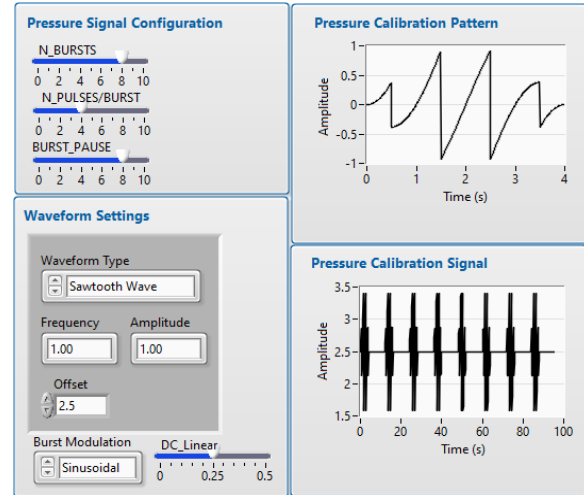 Pressure Signal Configuration
N_BURSTS
0 2 4 6 8 10
N_PULSES/BURST
0 2 4 6 8 10
BURST_PAUSE
0 2 4 6 8 10
Waveform Settings
Waveform Type
Sawtooth Wave
Frequency Amplitude
1.00 1.00
Offset
2.5
Burst Modulation DC_Linear
Sinusoidal 0 0.25 0.5
Pressure Calibration Pattern
Amplitude
1
0.5
0
-0.5
-1
0 1 2 3 4
Time (s)
Pressure Calibration Signal
Amplitude
3.5
3
2.5
2
1.5
0 20 40 60 80 100
Time (s)